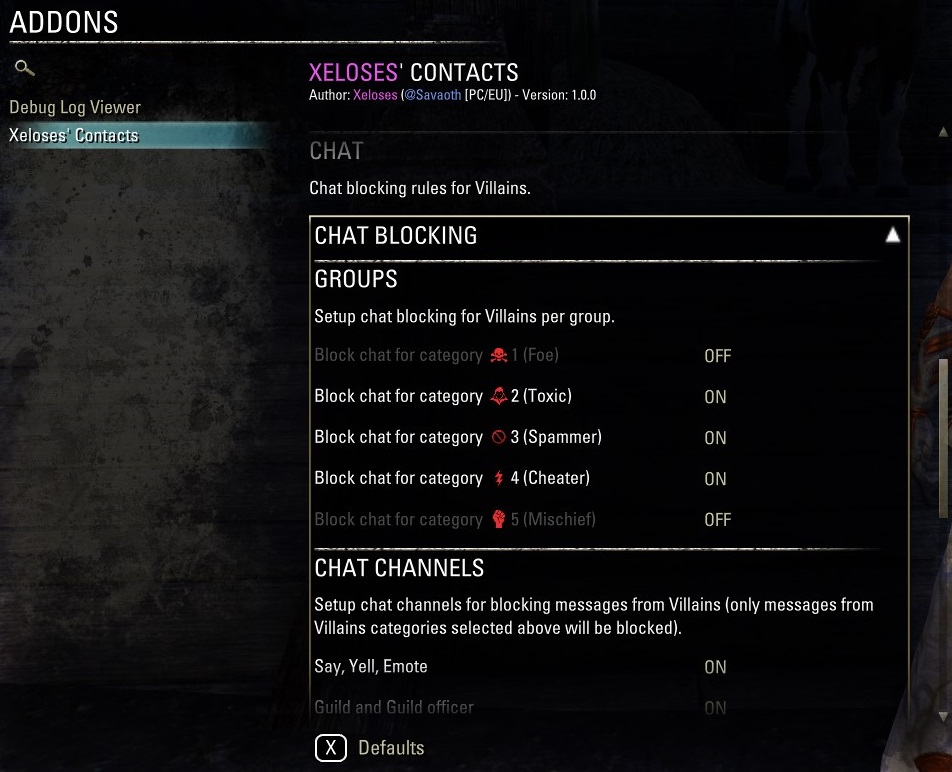 ADDONS
Debug Log Viewer
Xeloses' Contacts
XELOSES' CONTACTS
Author: Xeloses (@Savaoth [PC/EU]) - Version: 1.0.0
CHAT
Chat blocking rules for Villains.
CHAT BLOCKING
GROUPS
Setup chat blocking for Villains per group.
Block chat for category 1 (Foe) OFF
Block chat for category 2 (Toxic) ON
Block chat for category 3 (Spammer) ON
Block chat for category 4 (Cheater) ON
Block chat for category 5 (Mischief) OFF
CHAT CHANNELS
Setup chat channels for blocking messages from Villains (only messages from
Villains categories selected above will be blocked).
Say, Yell, Emote ON
Guild and Guild officer ON
X Defaults